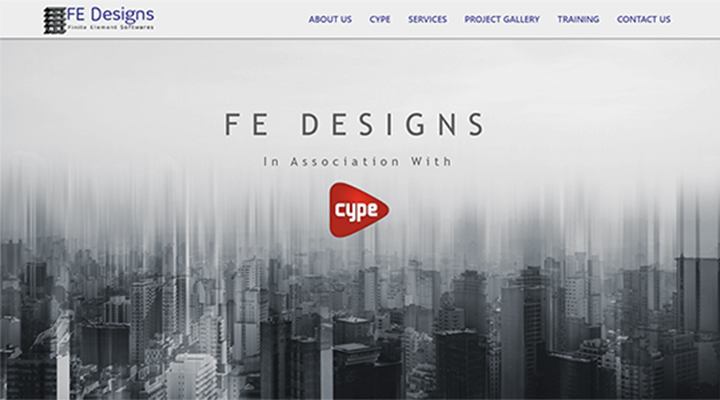 FE Designs
Finite Element Softwares
ABOUT US CYPE SERVICES PROJECT GALLERY TRAINING CONTACT US
FE DESIGNS
In Association With
cype